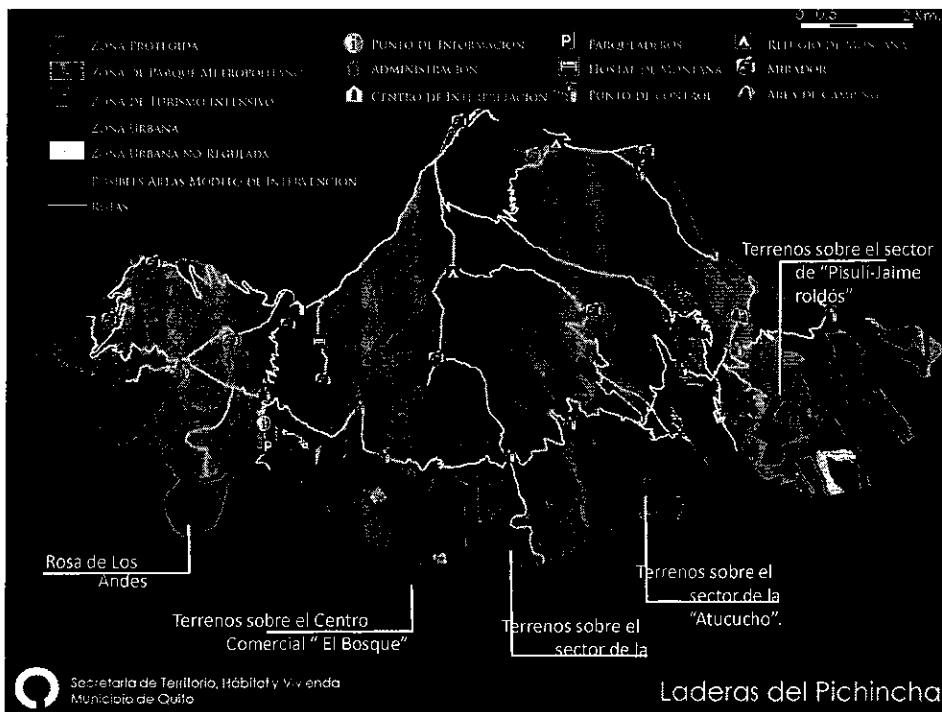 0 0.5 2 Km.
ZONA PROTEGIDA
ZONA DE PARQUE METROPOLITANO
ZONA DE TURISMO INTENSIVO
ZONA URBANA
ZONA URBANA NO REGULADA
POSIBLES AREAS MODELO DE INTERVENCION
RUTAS
PUNTO DE INFORMACION
ADMINISTRACION
CENTRO DE INTERPRETACION
P PARQUEADEROS
HOSTAL DE MONTANA
PUNTO DE CONTROL
REFUGIO DE MONTANA
MIRADOR
AREA DE CAMPING
Terrenos sobre el sector
de "Pisulí-Jaime
roldós"
P
Rosa de Los
Andes
Terrenos sobre el Centro
Comercial " El Bosque"
Terrenos sobre el
sector de la
Terrenos sobre el
sector de la
"Atucucho".
Secretaría de Territorio, Hábitat y Vivienda
Municipio de Quito
Laderas del Pichincha